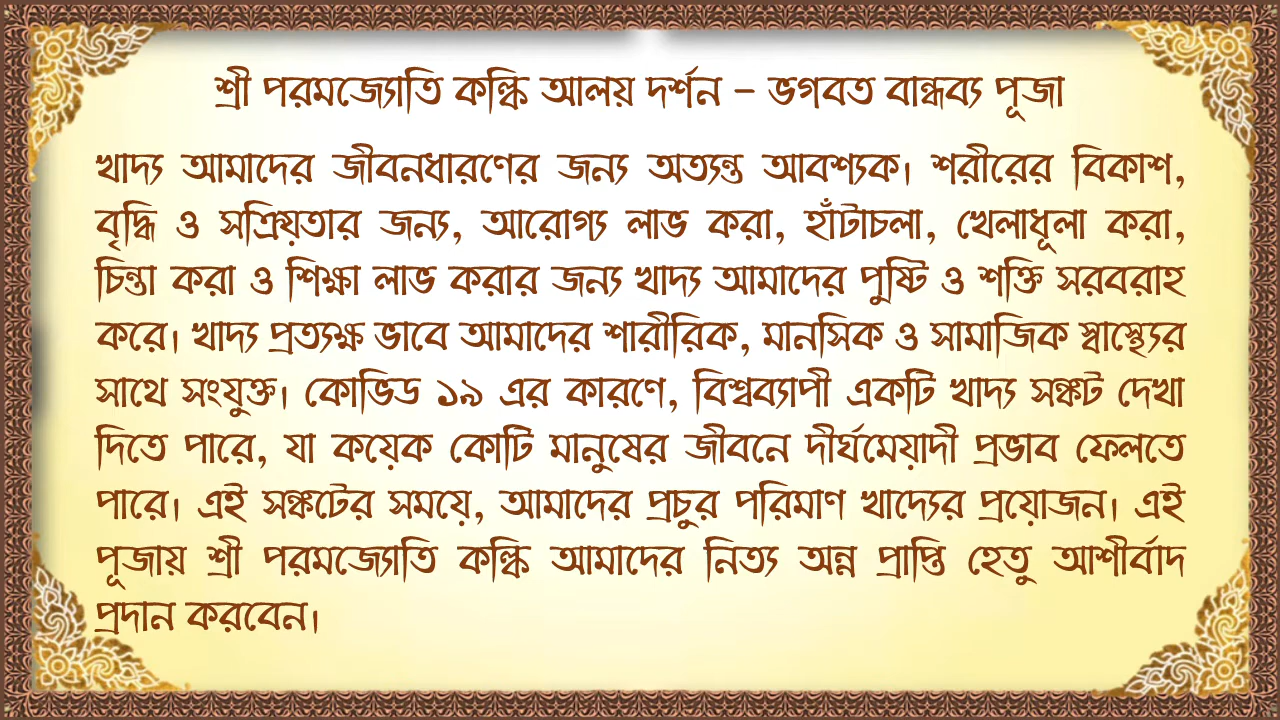 শ্রী পরমজ্যোতি কল্কি আলয় দর্শন – ভগবত বান্ধব্য পূজা
খাদ্য আমাদের জীবনধারণের জন্য অত্যন্ত আবশ্যক। শরীরের বিকাশ,
বৃদ্ধি ও সক্রিয়তার জন্য, আরোগ্য লাভ করা, হাঁটাচলা, খেলাধূলা করা,
চিন্তা করা ও শিক্ষা লাভ করার জন্য খাদ্য আমাদের পুষ্টি ও শক্তি সরবরাহ
করে। খাদ্য প্রত্যক্ষ ভাবে আমাদের শারীরিক, মানসিক ও সামাজিক স্বাস্থ্যের
সাথে সংযুক্ত। কোভিড ১৯ এর কারণে, বিশ্বব্যাপী একটি খাদ্য সঙ্কট দেখা
দিতে পারে, যা কয়েক কোটি মানুষের জীবনে দীর্ঘমেয়াদী প্রভাব ফেলতে
পারে। এই সঙ্কটের সময়ে, আমাদের প্রচুর পরিমাণ খাদ্যের প্রয়োজন। এই
পূজায় শ্রী পরমজ্যোতি কল্কি আমাদের নিত্য অন্ন প্রাপ্তি হেতু আশীর্বাদ
প্রদান করবেন।